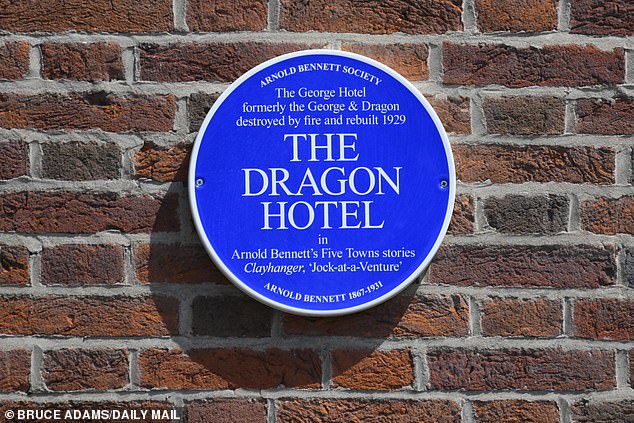 ARNOLD BENNETT SOCIETY
The George Hotel
formerly the George & Dragon
destroyed by fire and rebuilt 1929
THE
DRAGON
HOTEL
in
Arnold Bennett's Five Towns stories
Clayhanger, 'Jock-at-a-Venture'
ARNOLD BENNETT 1867-1931
© BRUCE ADAMS/DAILY MAIL